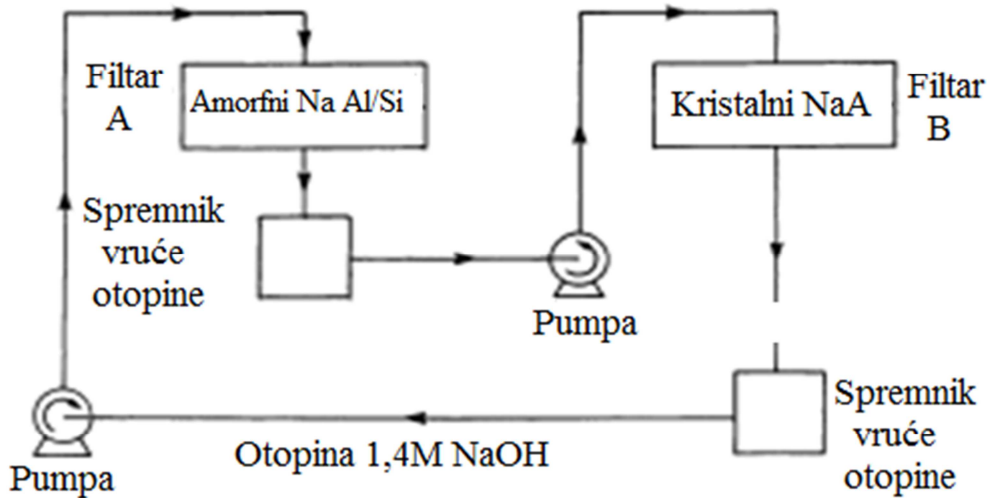 Filtar
A
Amorfni Na Al/Si
Kristalni NaA
Filtar
B
Spremnik
vruće
otopine
Pumpa
Spremnik
vruće
otopine
Otopina 1,4M NaOH
Pumpa